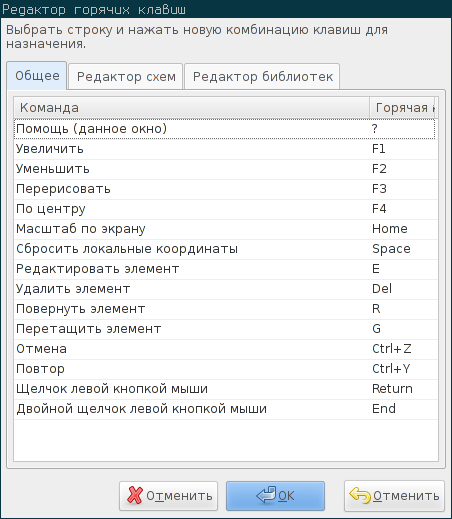 Редактор горячих клавиш
Выбрать строку и нажать новую комбинацию клавиш для
назначения.
Общее Редактор схем Редактор библиотек
Команда Горячая
Помощь (данное окно) ?
Увеличить F1
Уменьшить F2
Перерисовать F3
По центру F4
Масштаб по экрану Home
Сбросить локальные координаты Space
Редактировать элемент E
Удалить элемент Del
Повернуть элемент R
Перетащить элемент G
Отмена Ctrl+Z
Повтор Ctrl+Y
Щелчок левой кнопкой мыши Return
Двойной щелчок левой кнопкой мыши End
Отменить OK Отменить